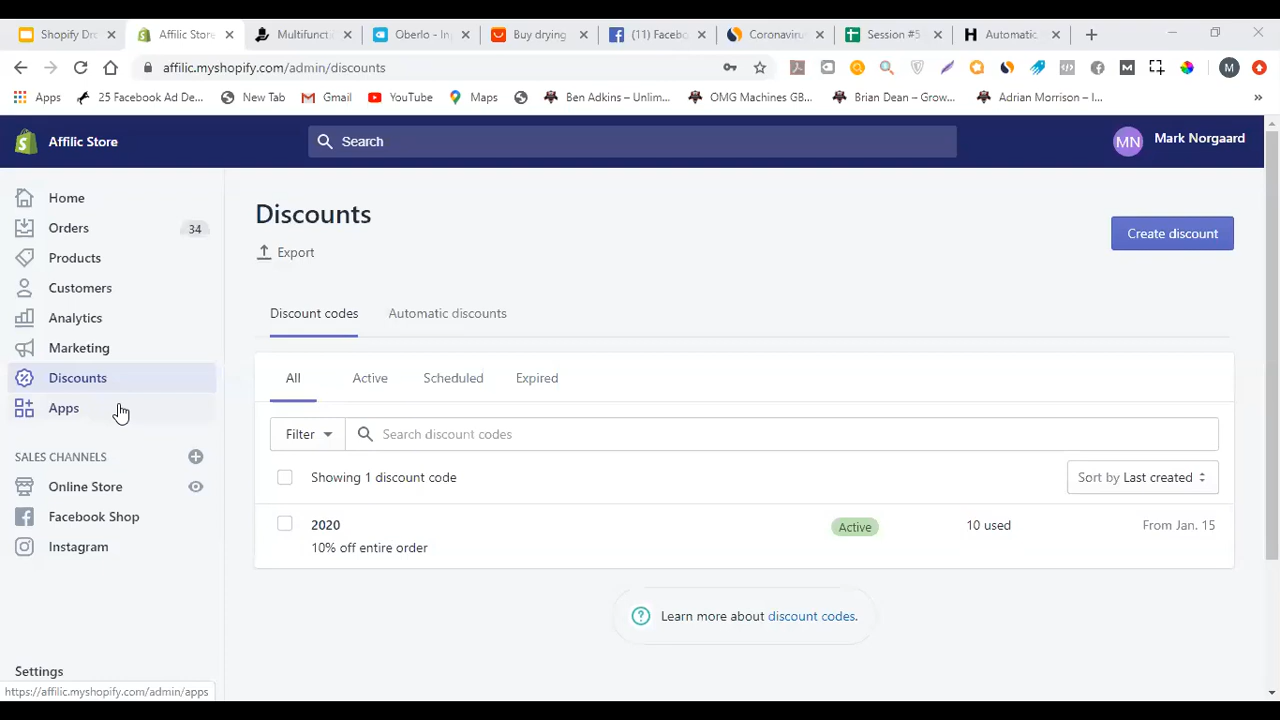 Shopify Dro
Affilic Store
Multifunct
Oberlo - In
Buy drying
(11) Facebo
Coronaviru
Session #5
Automatic
affilic.myshopify.com/admin/discounts
M
Apps
25 Facebook Ad De...
New Tab
Gmail
YouTube
Maps
Ben Adkins – Unlim...
OMG Machines GB...
Brian Dean – Grow...
Adrian Morrison – I...
»
Affilic Store
Search
MN
Mark Norgaard
Home
Orders
34
Products
Customers
Analytics
Marketing
Discounts
Apps
SALES CHANNELS
Online Store
Facebook Shop
Instagram
Settings
https://affilic.myshopify.com/admin/apps
Discounts
Export
Create discount
Discount codes
Automatic discounts
All
Active
Scheduled
Expired
Filter
Search discount codes
Showing 1 discount code
Sort by Last created
2020
Active
10 used
From Jan. 15
10% off entire order
Learn more about discount codes.